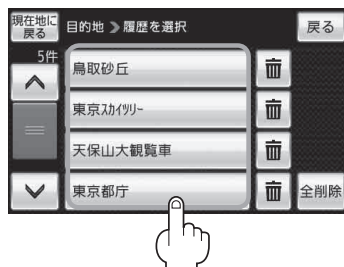 現在地に
戻る
目的地 》履歴を選択
戻る
5件
鳥取砂丘
東京ｽｶｲﾂﾘｰ
天保山大観覧車
東京都庁
全削除